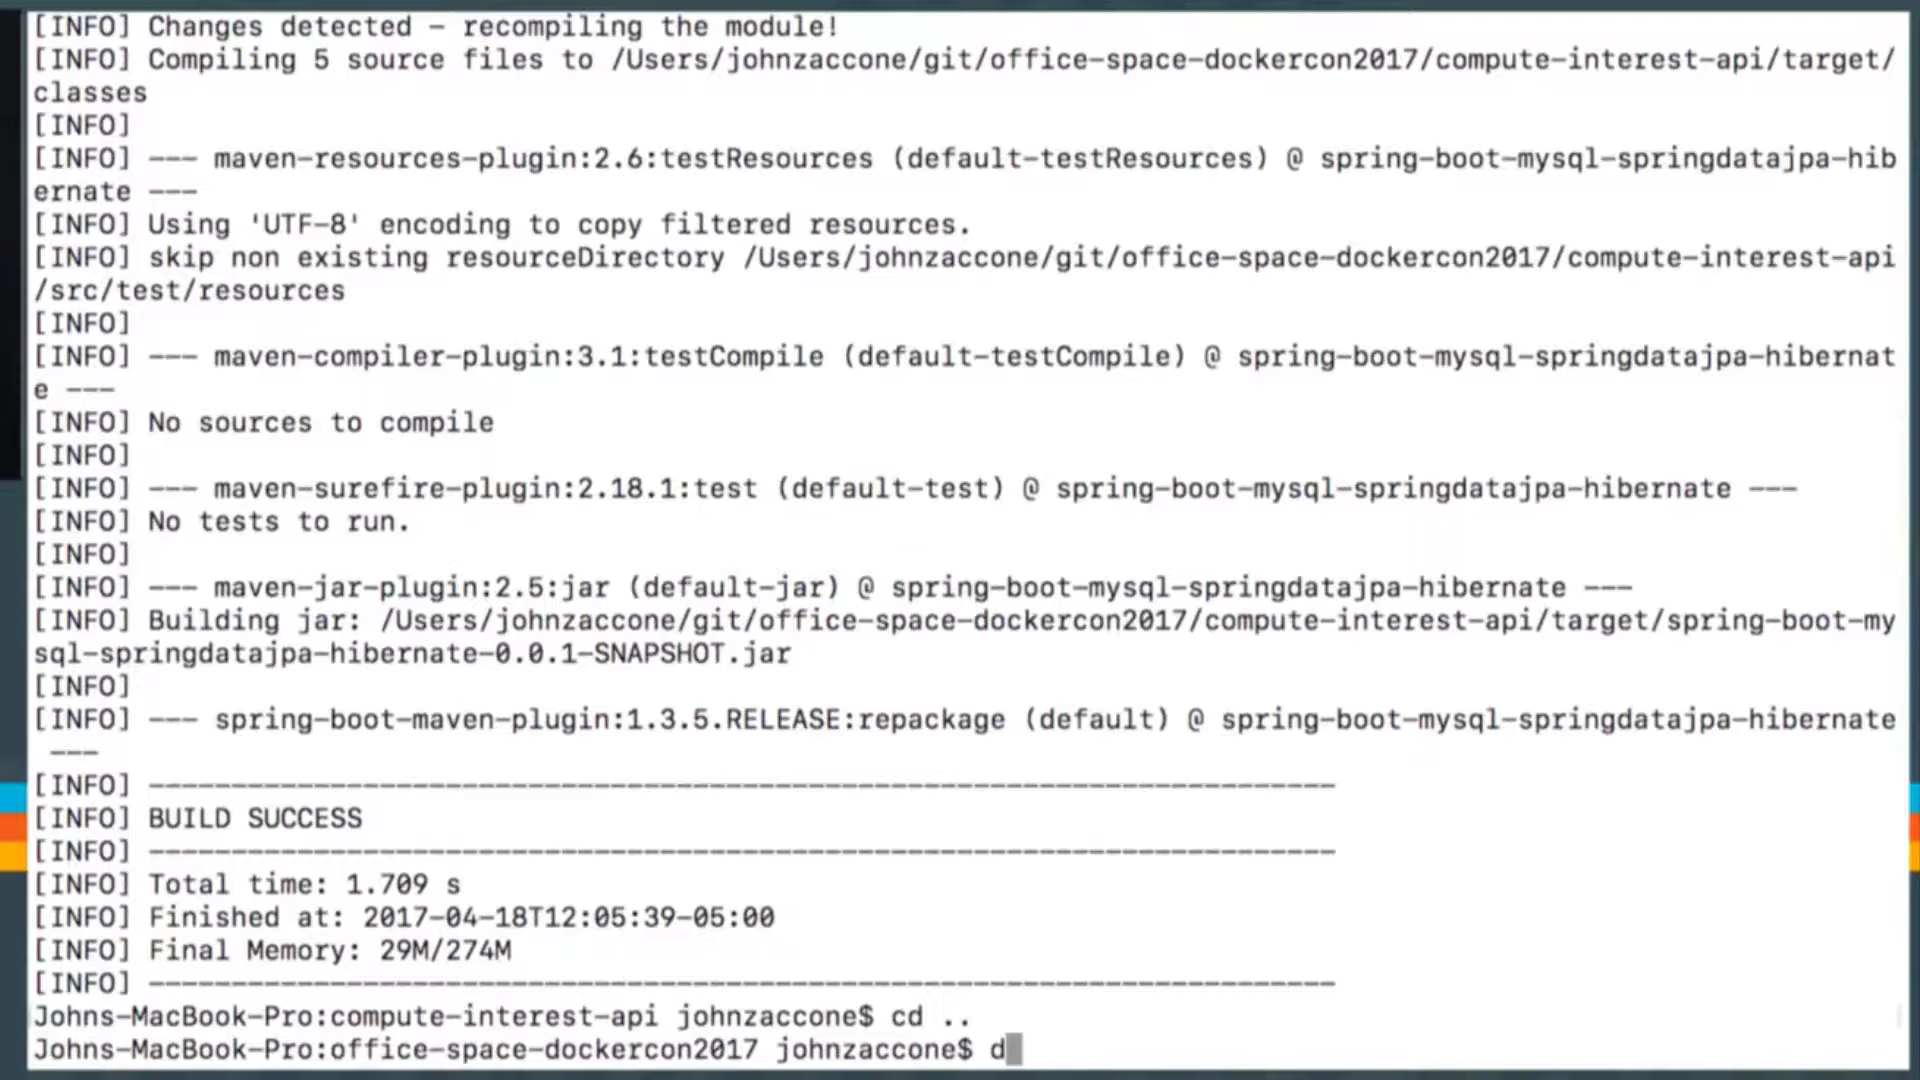 [INFO] Changes detected - recompiling the module!
[INFO] Compiling 5 source files to /Users/johnzaccone/git/office-space-dockercon2017/compute-interest-api/target/
classes
[INFO]
[INFO] --- maven-resources-plugin:2.6:testResources (default-testResources) @ spring-boot-mysql-springdatajpa-hib
ernate ---
[INFO] Using 'UTF-8' encoding to copy filtered resources.
[INFO] skip non existing resourceDirectory /Users/johnzaccone/git/office-space-dockercon2017/compute-interest-api
/src/test/resources
[INFO]
[INFO] --- maven-compiler-plugin:3.1:testCompile (default-testCompile) @ spring-boot-mysql-springdatajpa-hibernat
e ---
[INFO] No sources to compile
[INFO]
[INFO] --- maven-surefire-plugin:2.18.1:test (default-test) @ spring-boot-mysql-springdatajpa-hibernate ---
[INFO] No tests to run.
[INFO]
[INFO] --- maven-jar-plugin:2.5:jar (default-jar) @ spring-boot-mysql-springdatajpa-hibernate ---
[INFO] Building jar: /Users/johnzaccone/git/office-space-dockercon2017/compute-interest-api/target/spring-boot-my
sql-springdatajpa-hibernate-0.0.1-SNAPSHOT.jar
[INFO]
[INFO] --- spring-boot-maven-plugin:1.3.5.RELEASE:repackage (default) @ spring-boot-mysql-springdatajpa-hibernate
 ---
[INFO] ------------------------------------------------------------------------
[INFO] BUILD SUCCESS
[INFO] ------------------------------------------------------------------------
[INFO] Total time: 1.709 s
[INFO] Finished at: 2017-04-18T12:05:39-05:00
[INFO] Final Memory: 29M/274M
[INFO] ------------------------------------------------------------------------
Johns-MacBook-Pro:compute-interest-api johnzaccone$ cd ..
Johns-MacBook-Pro:office-space-dockercon2017 johnzaccone$ d